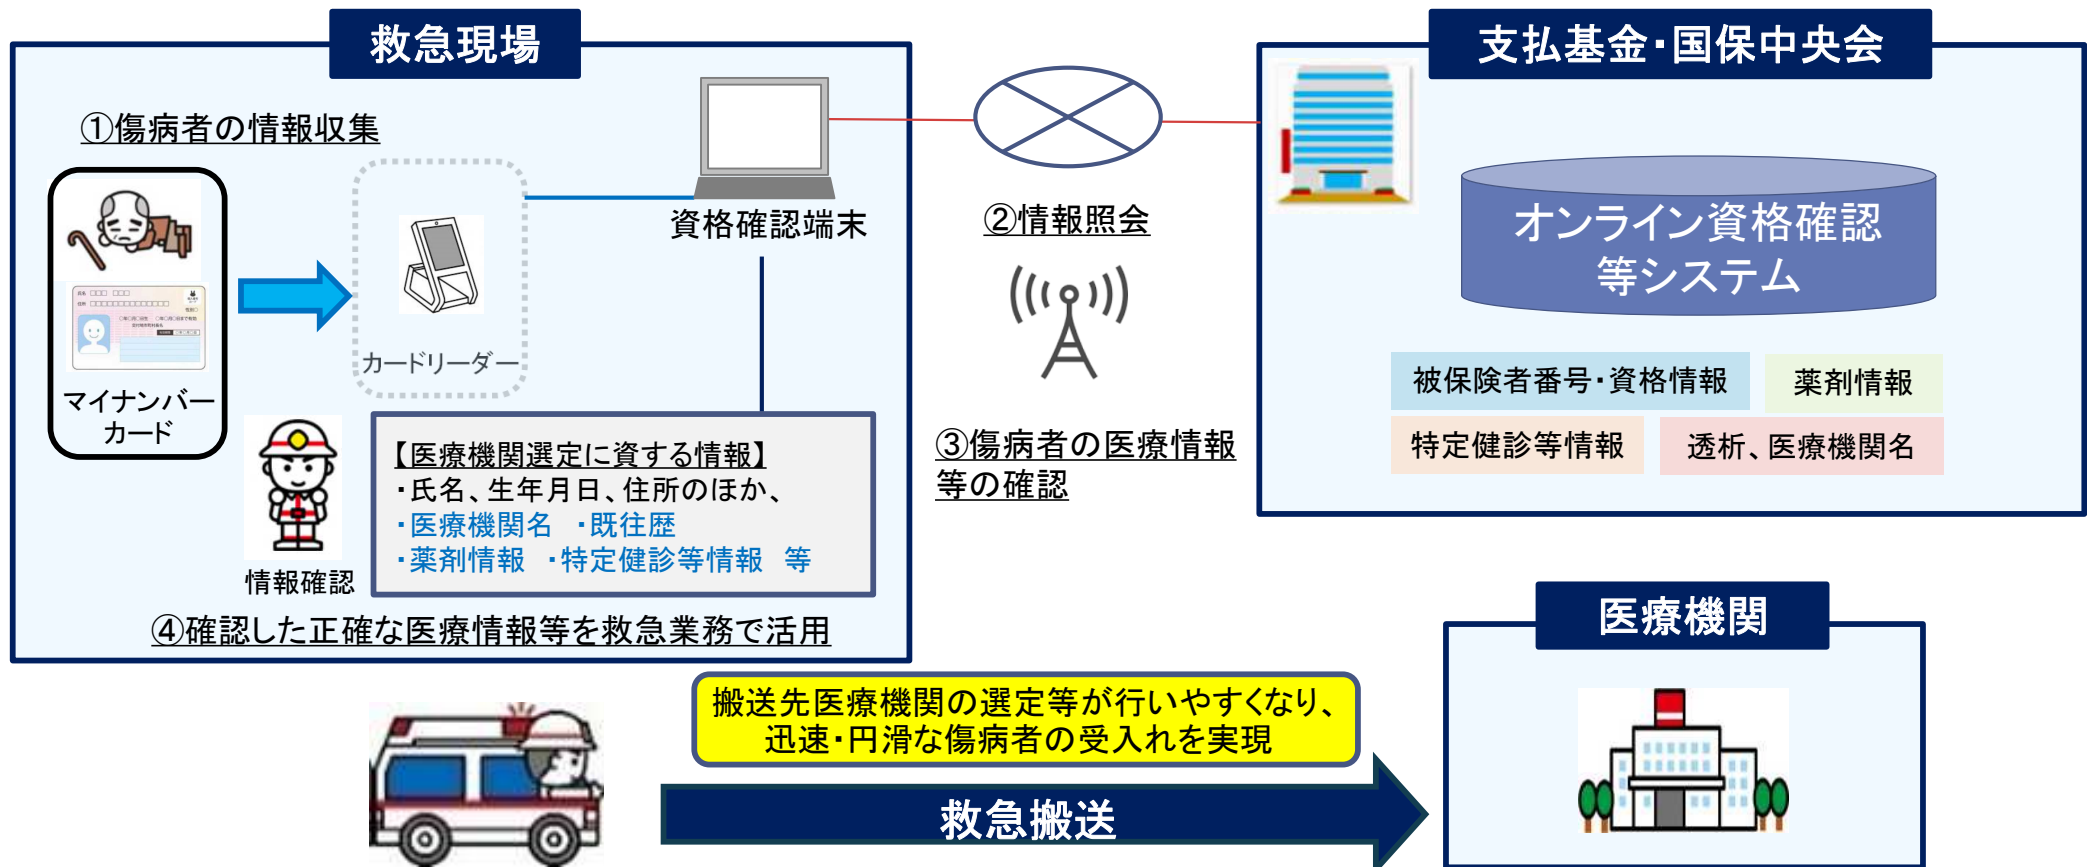 救急現場
①傷病者の情報収集
マイナンバー
カード
カードリーダー
資格確認端末
情報確認
【医療機関選定に資する情報】
・氏名、生年月日、住所のほか、
・医療機関名　・既往歴
・薬剤情報　・特定健診等情報　等
④確認した正確な医療情報等を救急業務で活用
②情報照会
③傷病者の医療情報
等の確認
支払基金・国保中央会
オンライン資格確認
等システム
被保険者番号・資格情報
薬剤情報
特定健診等情報
透析、医療機関名
搬送先医療機関の選定等が行いやすくなり、
迅速・円滑な傷病者の受入れを実現
救急搬送
医療機関